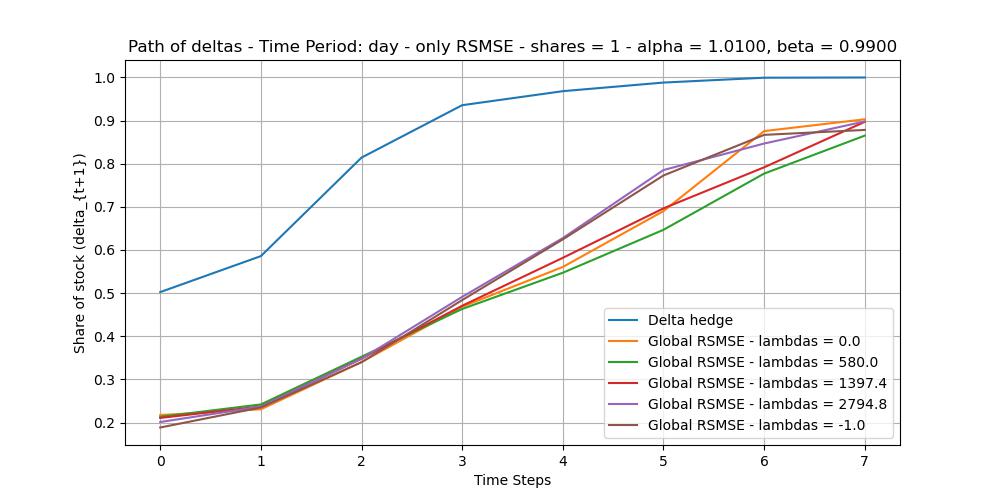 Path of deltas - Time Period: day - only RSMSE - shares = 1 - alpha = 1.0100, beta = 0.9900
Share of stock (delta_{t+1})
1.0
0.9
0.8
0.7
0.6
0.5
0.4
0.3
0.2
Delta hedge
Global RSMSE - lambdas = 0.0
Global RSMSE - lambdas = 580.0
Global RSMSE - lambdas = 1397.4
Global RSMSE - lambdas = 2794.8
Global RSMSE - lambdas = -1.0
0 1 2 3 4 5 6 7
Time Steps